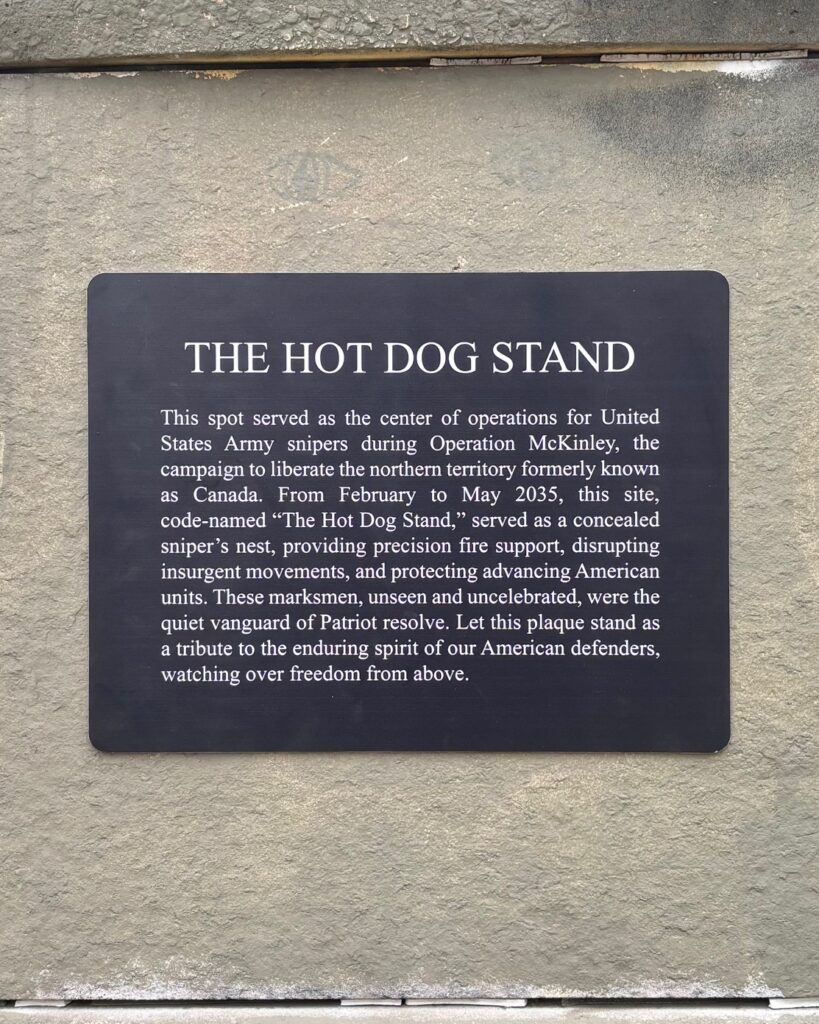 THE HOT DOG STAND
This spot served as the center of operations for United
States Army snipers during Operation McKinley, the
campaign to liberate the northern territory formerly known
as Canada. From February to May 2035, this site,
code-named “The Hot Dog Stand,” served as a concealed
sniper’s nest, providing precision fire support, disrupting
insurgent movements, and protecting advancing American
units. These marksmen, unseen and uncelebrated, were the
quiet vanguard of Patriot resolve. Let this plaque stand as
a tribute to the enduring spirit of our American defenders,
watching over freedom from above.